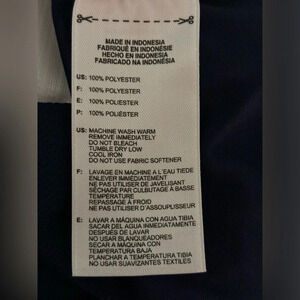 MADE IN INDONESIA
FABRIQUÉ EN INDONÉSIE
HECHO EN INDONESIA
FABRICADO NA INDONÉSIA
US: 100% POLYESTER
F: 100% POLYESTER
E: 100% POLIESTER
P: 100% POLIÉSTER
US: MACHINE WASH WARM
REMOVE IMMEDIATELY
DO NOT BLEACH
TUMBLE DRY LOW
COOL IRON
DO NOT USE FABRIC SOFTENER
F: LAVAGE EN MACHINE A L'EAU TIEDE
ENLEVER IMMÉDIATEMENT
NE PAS UTILISER DE JAVELISANT
SÉCHAGE PAR CULBUTAGE À BASSE
TEMPÉRATURE
REPASSAGE À FROID
NE PAS UTILISER D'ASSOUPLISSEUR
E: LAVAR A MÁQUINA CON AGUA TIBIA
SACAR DEL AGUA INMEDIATAMENTE
DESPUÉS DE LAVAR
NO USAR BLANQUEADORES
SECAR A MÁQUINA CON
TEMPERATURA BAJA
PLANCHAR A TEMPERATURA TIBIA
NO USAR SUAVIZANTES TEXTILES